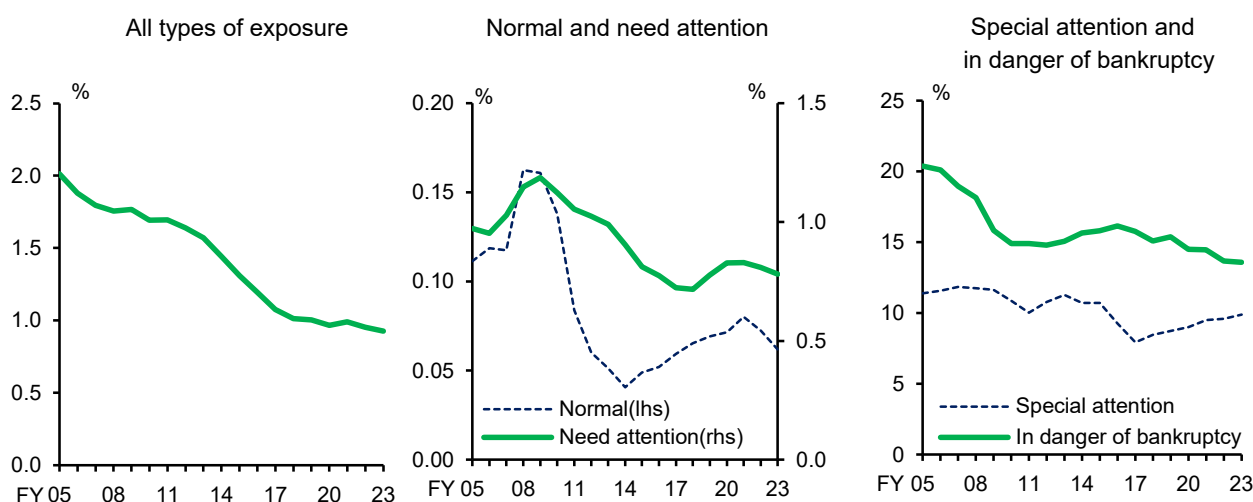 All types of exposure
%
2.5
2.0
1.5
1.0
0.5
0.0
FY 05 08 11 14 17 20 23
Normal and need attention
% %
0.20 1.5
0.15
1.0
0.10
0.5
0.05
0.00 0.0
Normal(lhs)
Need attention(rhs)
FY 05 08 11 14 17 20 23
Special attention and
in danger of bankruptcy
%
25
20
15
10
5
0
Special attention
In danger of bankruptcy
FY 05 08 11 14 17 20 23